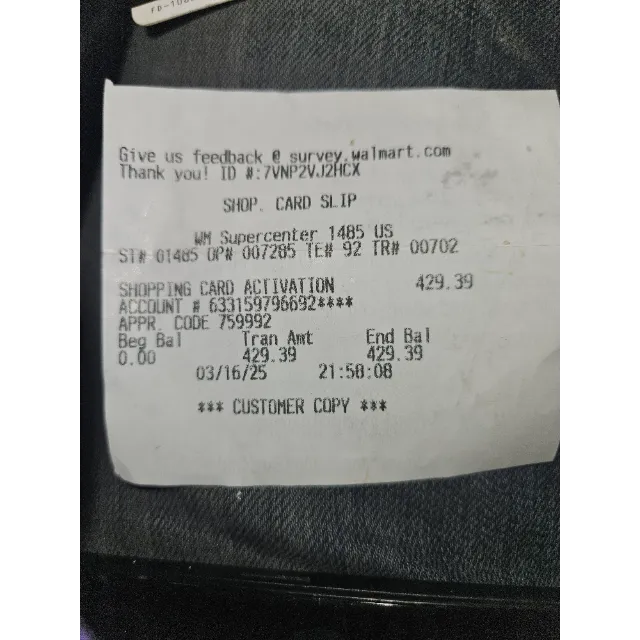 FD-100
Give us feedback @ survey.walmart.com
Thank you! ID #:7VNP2VJ2HCX
SHOP. CARD SLIP
WM Supercenter 1485 US
ST# 01485 OP# 007285 TE# 92 TR# 00702
SHOPPING CARD ACTIVATION 429.39
ACCOUNT # 633159796692****
APPR. CODE 759992
Beg Bal Tran Amt End Bal
0.00 429.39 429.39
03/16/25 21:58:08
*** CUSTOMER COPY ***